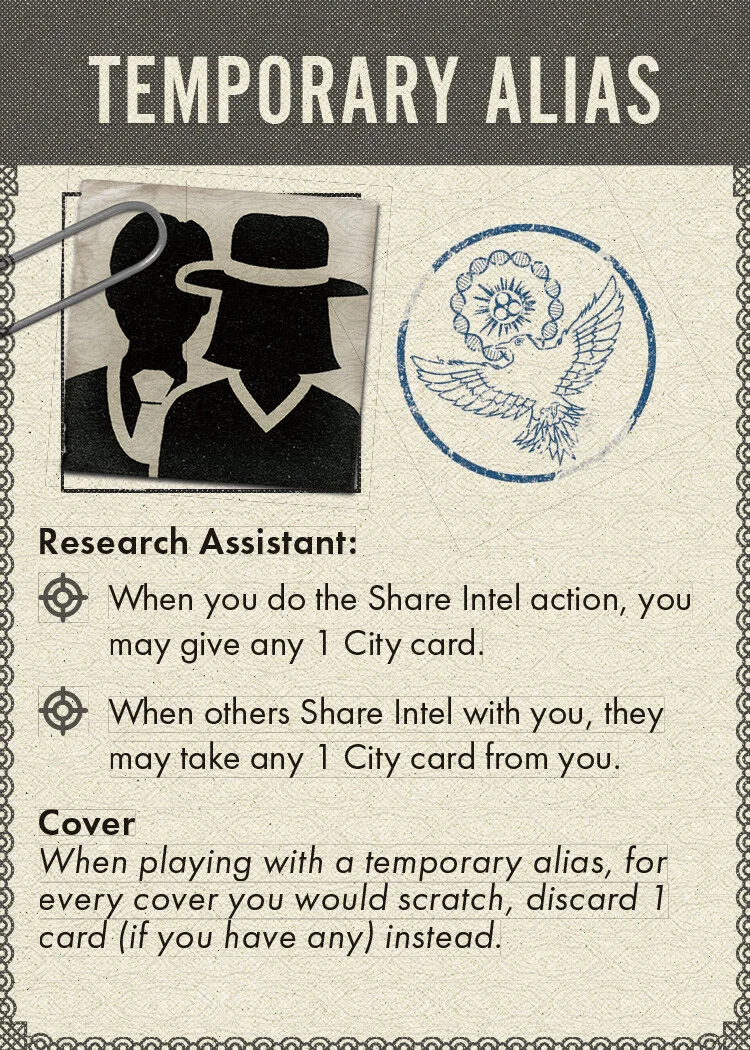 TEMPORARY ALIAS
Research Assistant:
When you do the Share Intel action, you
may give any 1 City card.
When others Share Intel with you, they
may take any 1 City card from you.
Cover
When playing with a temporary alias, for
every cover you would scratch, discard 1
card (if you have any) instead.